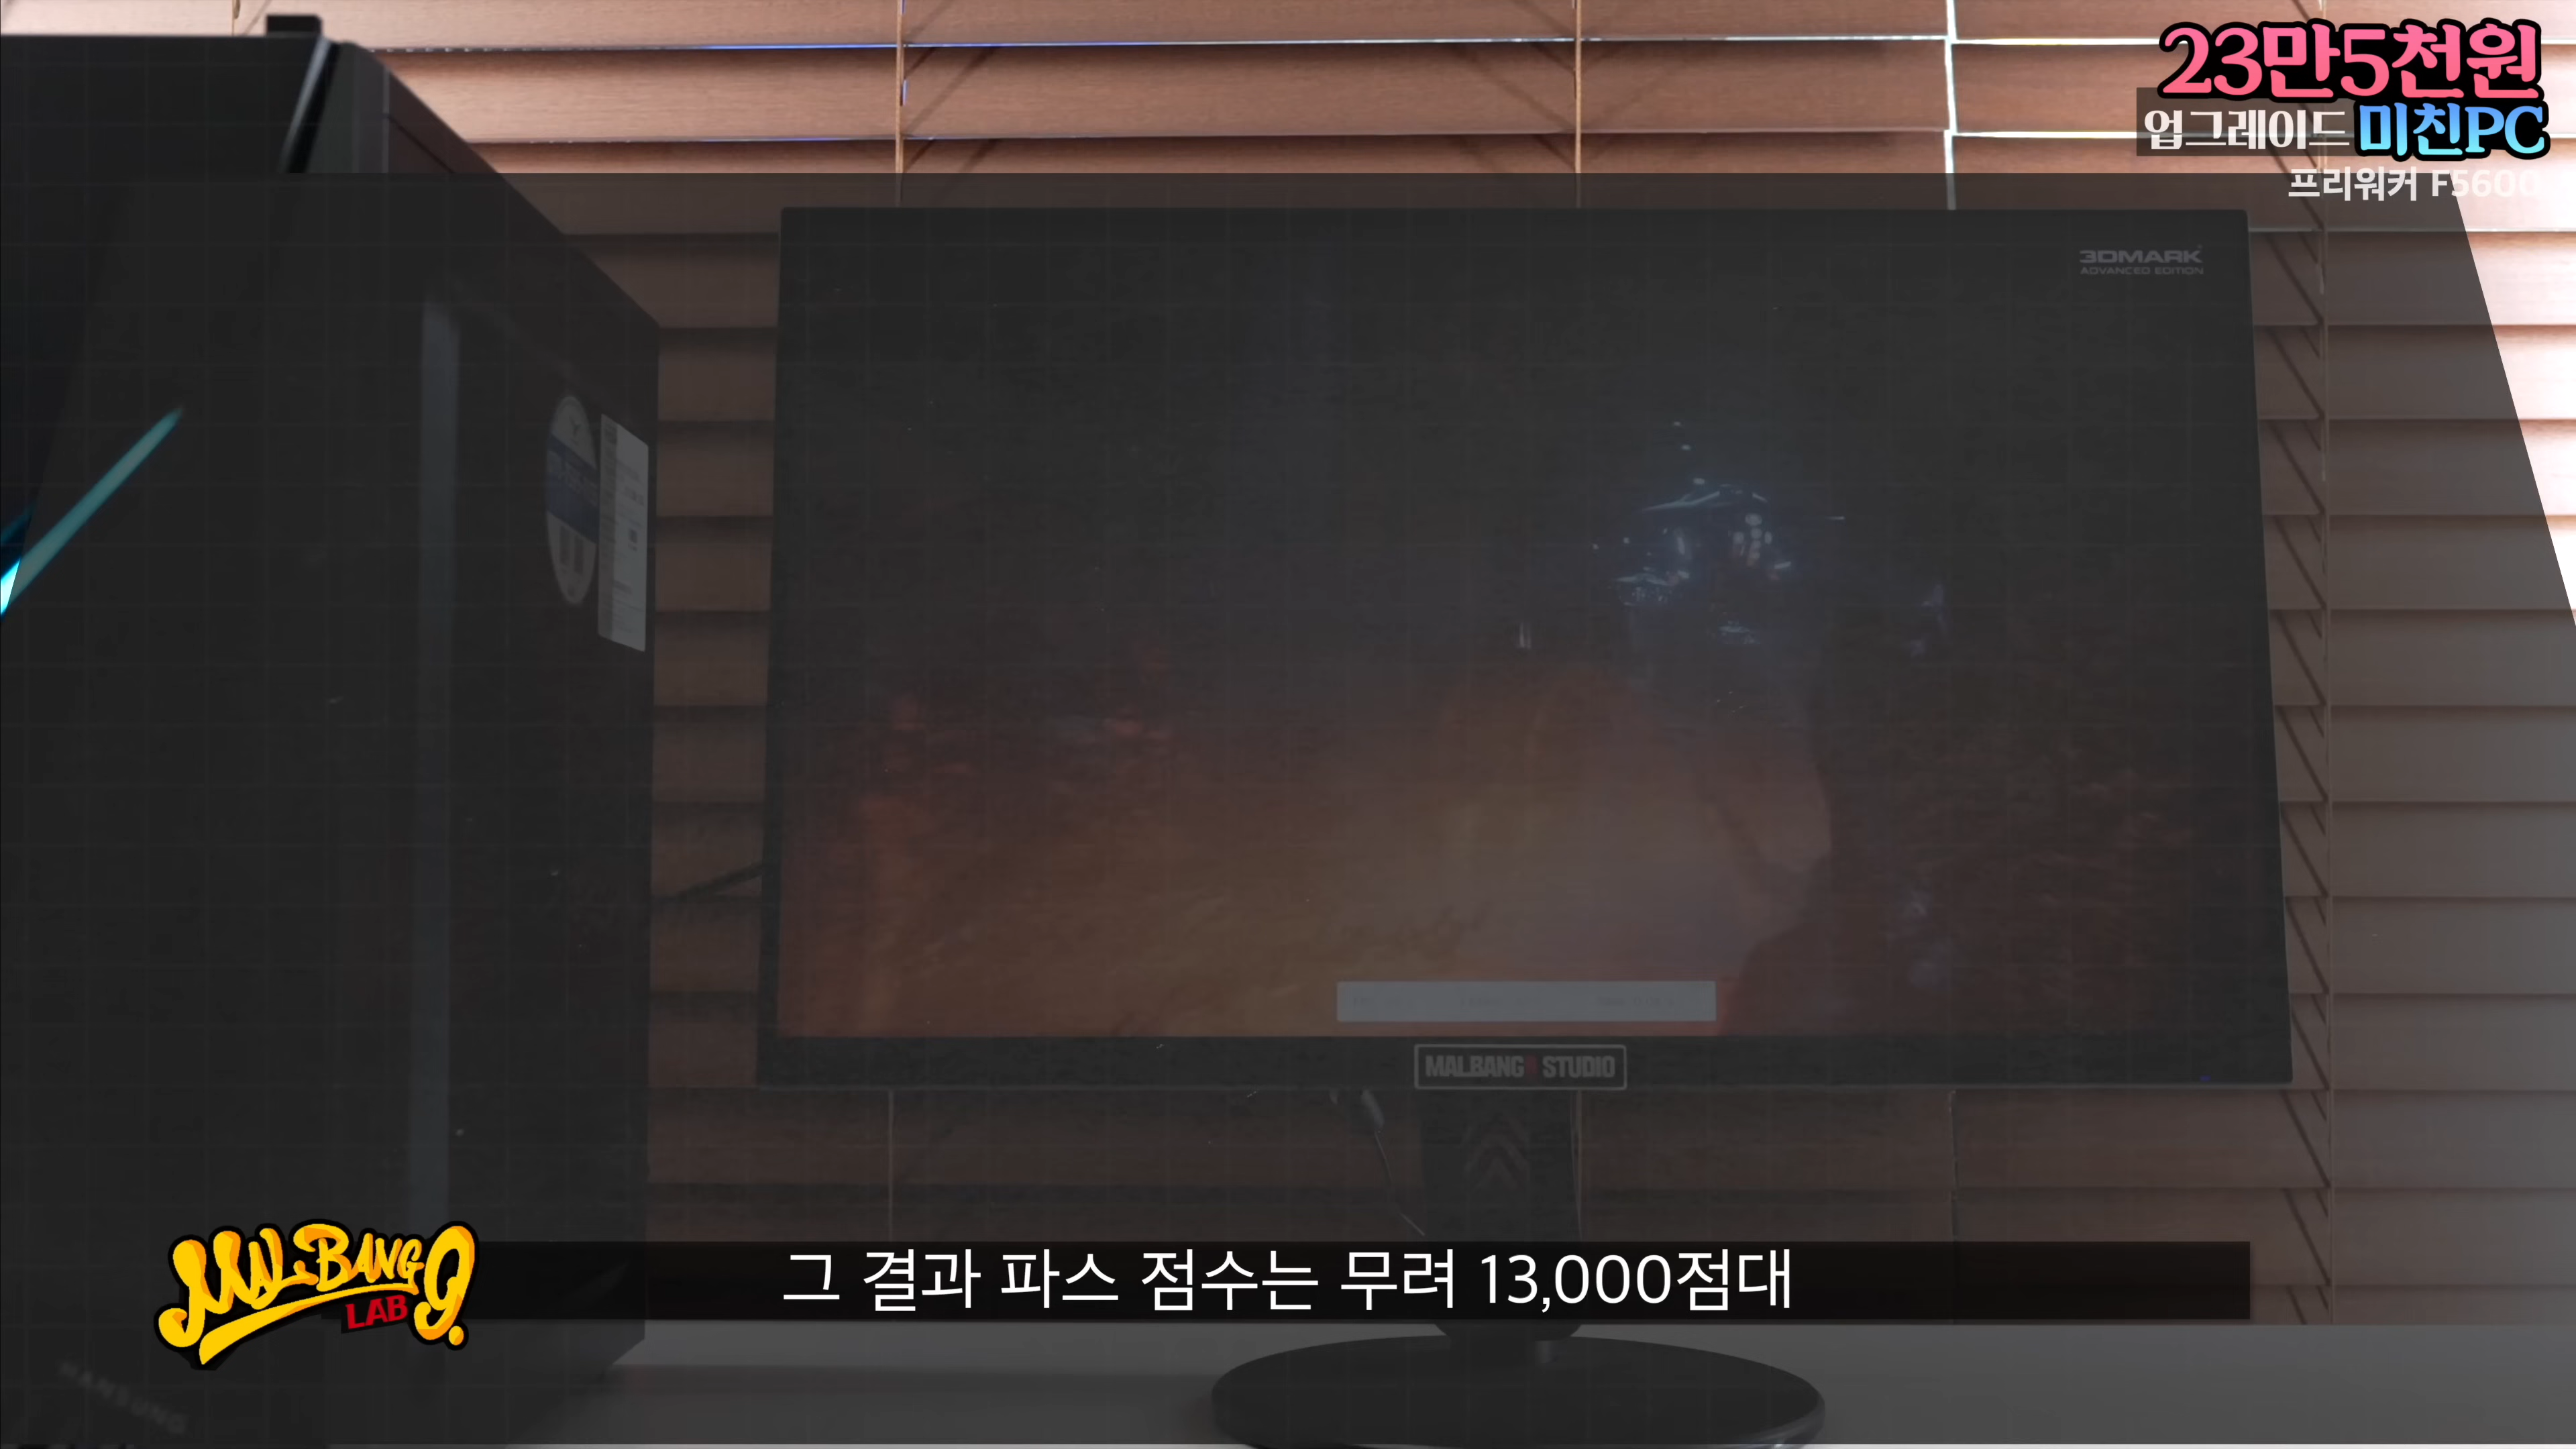 23만5천원
업그레이드 미친PC
프리워커 F5600
3DMARK
ADVANCED EDITION
MALBANG STUDIO
MALBANG
LAB
그 결과 파스 점수는 무려 13,000점대